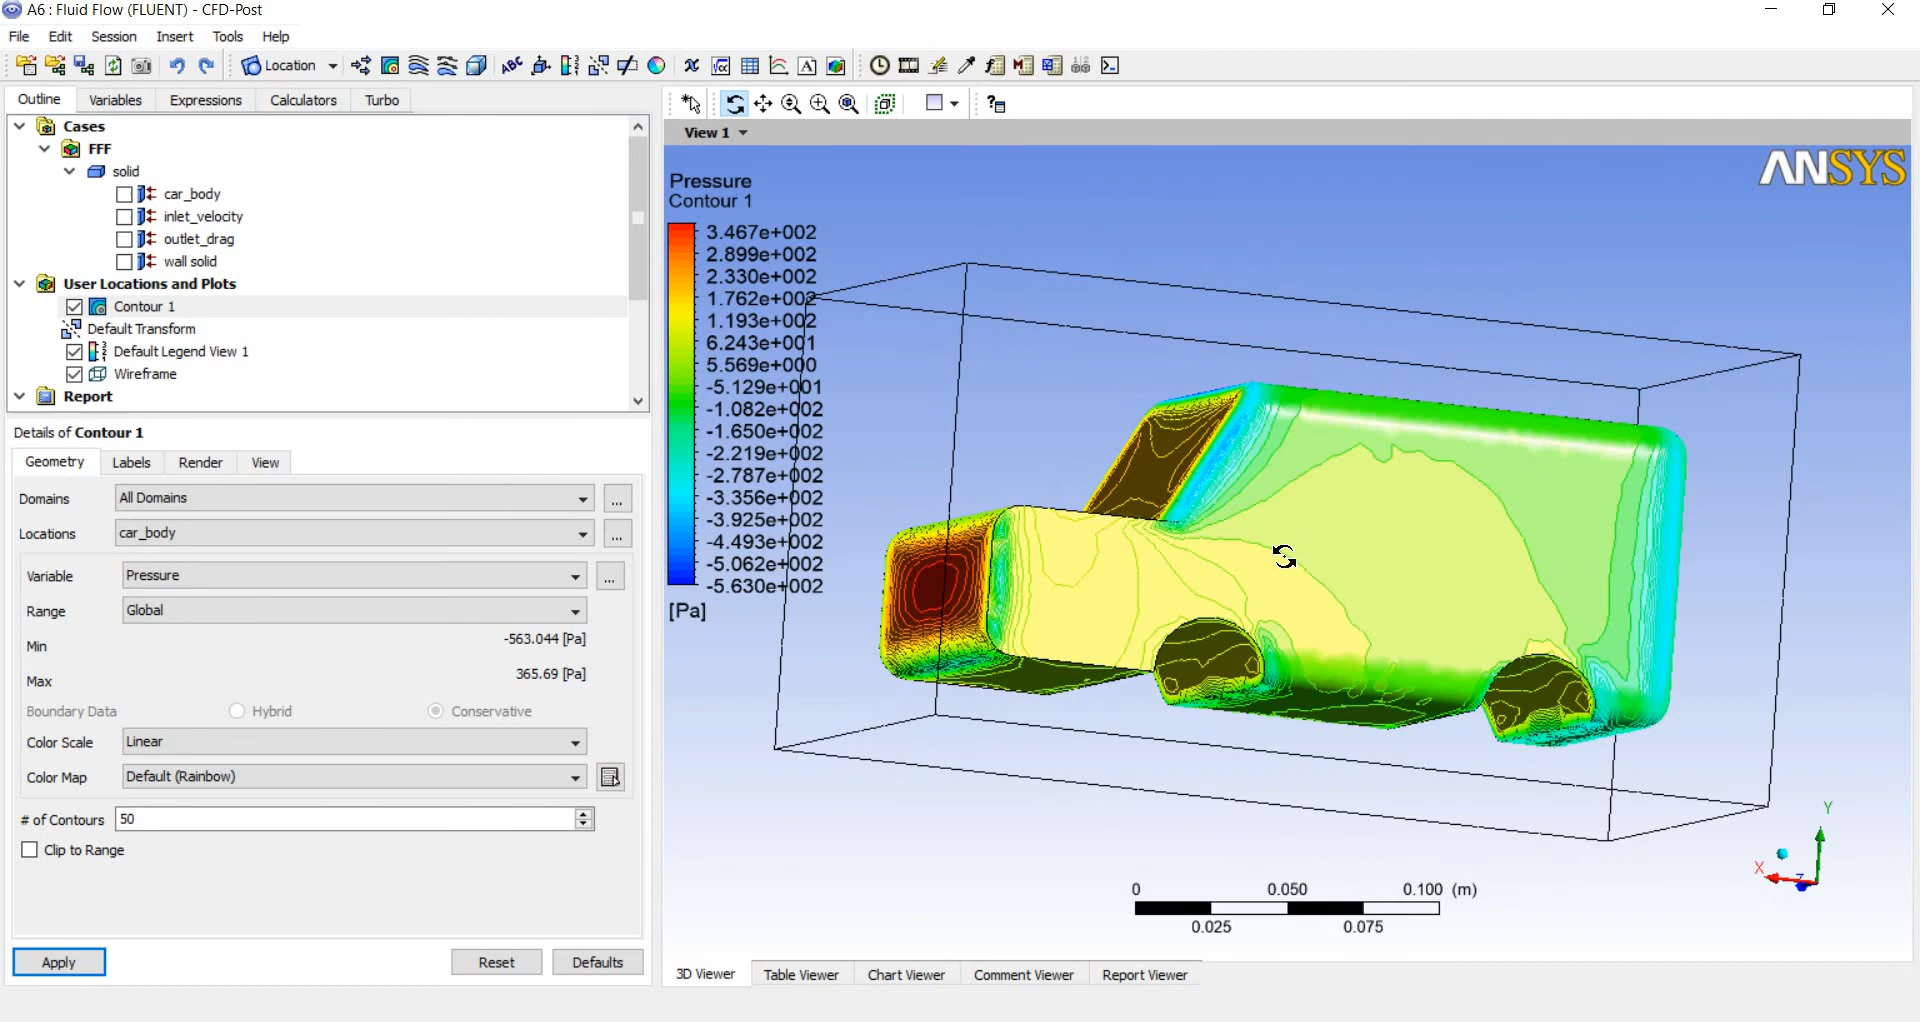 A6 : Fluid Flow (FLUENT) - CFD-Post
File Edit Session Insert Tools Help
Location
Outline Variables Expressions Calculators Turbo
Cases
FFF
solid
car_body
inlet_velocity
outlet_drag
wall solid
User Locations and Plots
Contour 1
Default Transform
Default Legend View 1
Wireframe
Report
Details of Contour 1
Geometry Labels Render View
Domains All Domains ...
Locations car_body ...
Variable Pressure ...
Range Global
Min -563.044 [Pa]
Max 365.69 [Pa]
Boundary Data Hybrid Conservative
Color Scale Linear
Color Map Default (Rainbow)
# of Contours 50
Clip to Range
Apply Reset Defaults
View 1
ANSYS
Pressure
Contour 1
3.467e+002
2.899e+002
2.330e+002
1.762e+002
1.193e+002
6.243e+001
5.569e+000
-5.129e+001
-1.082e+002
-1.650e+002
-2.219e+002
-2.787e+002
-3.356e+002
-3.925e+002
-4.493e+002
-5.062e+002
-5.630e+002
[Pa]
Y
X
Z
0 0.050 0.100 (m)
0.025 0.075
3D Viewer Table Viewer Chart Viewer Comment Viewer Report Viewer